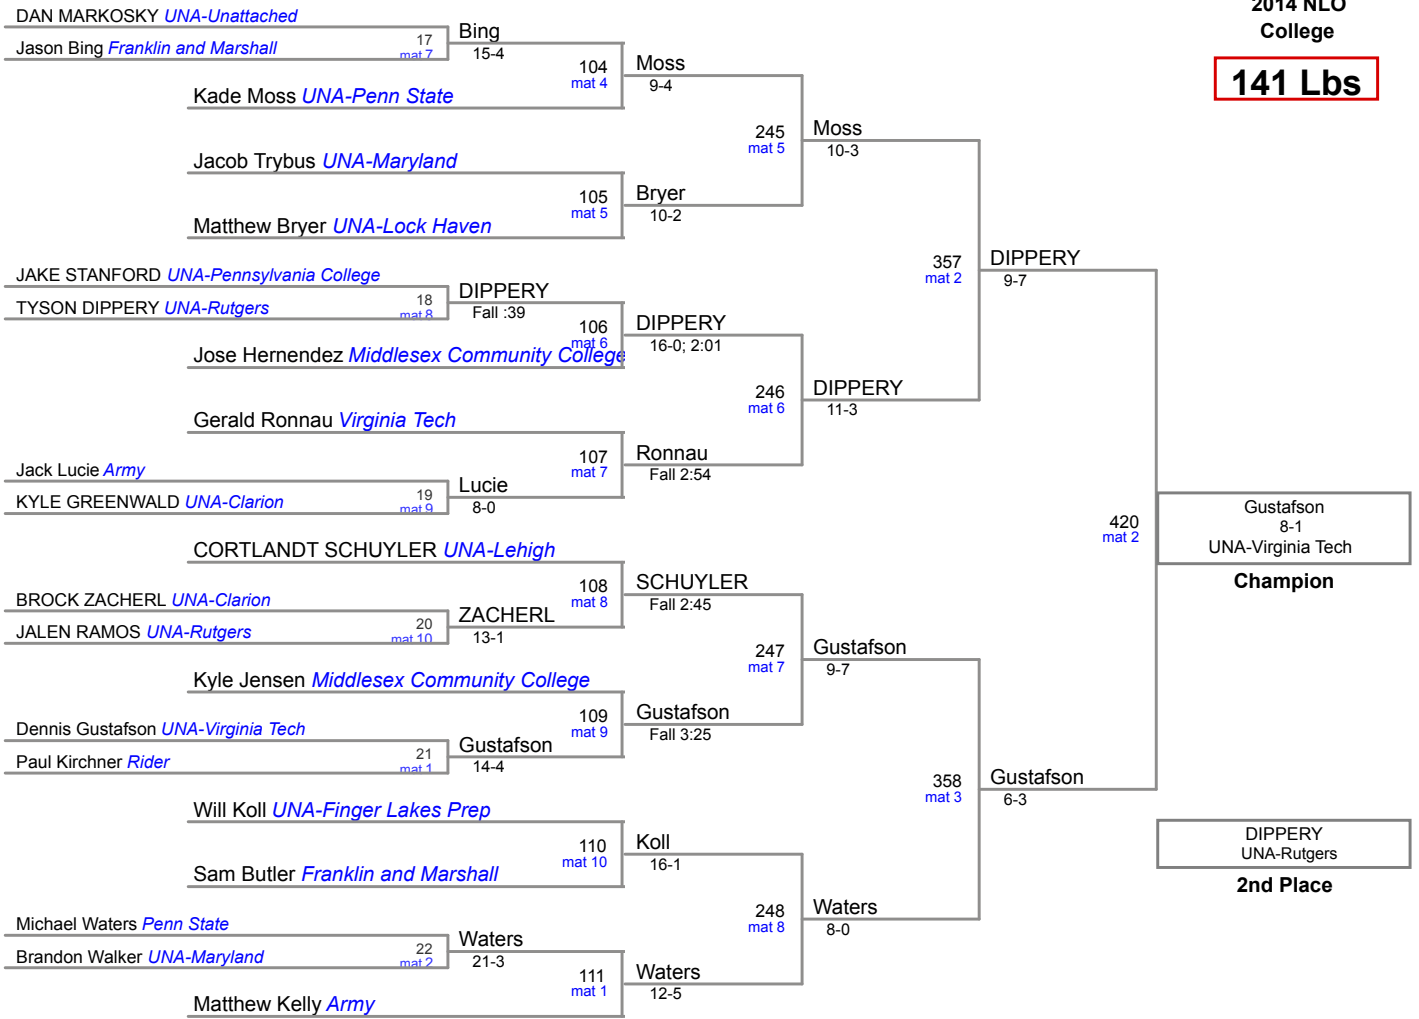 2014 NLO
College
141 Lbs
DAN MARKOSKY UNA-Unattached
17
mat 7
Bing
15-4
Jason Bing Franklin and Marshall
104
mat 4
Moss
9-4
Kade Moss UNA-Penn State
245
mat 5
Moss
10-3
Jacob Trybus UNA-Maryland
105
mat 5
Bryer
10-2
Matthew Bryer UNA-Lock Haven
357
mat 2
DIPPERY
9-7
JAKE STANFORD UNA-Pennsylvania College
18
mat 8
DIPPERY
Fall :39
TYSON DIPPERY UNA-Rutgers
106
mat 6
DIPPERY
16-0; 2:01
Jose Hernendez Middlesex Community College
246
mat 6
DIPPERY
11-3
Gerald Ronnau Virginia Tech
107
mat 7
Ronnau
Fall 2:54
Jack Lucie Army
19
mat 9
Lucie
8-0
KYLE GREENWALD UNA-Clarion
420
mat 2
Gustafson
8-1
UNA-Virginia Tech
Champion
CORTLANDT SCHUYLER UNA-Lehigh
108
mat 8
SCHUYLER
Fall 2:45
BROCK ZACHERL UNA-Clarion
20
mat 10
ZACHERL
13-1
JALEN RAMOS UNA-Rutgers
247
mat 7
Gustafson
9-7
Kyle Jensen Middlesex Community College
109
mat 9
Gustafson
Fall 3:25
Dennis Gustafson UNA-Virginia Tech
21
mat 1
Gustafson
14-4
Paul Kirchner Rider
358
mat 3
Gustafson
6-3
Will Koll UNA-Finger Lakes Prep
110
mat 10
Koll
16-1
Sam Butler Franklin and Marshall
DIPPERY
UNA-Rutgers
2nd Place
248
mat 8
Waters
8-0
Michael Waters Penn State
22
mat 2
Waters
21-3
Brandon Walker UNA-Maryland
111
mat 1
Waters
12-5
Matthew Kelly Army